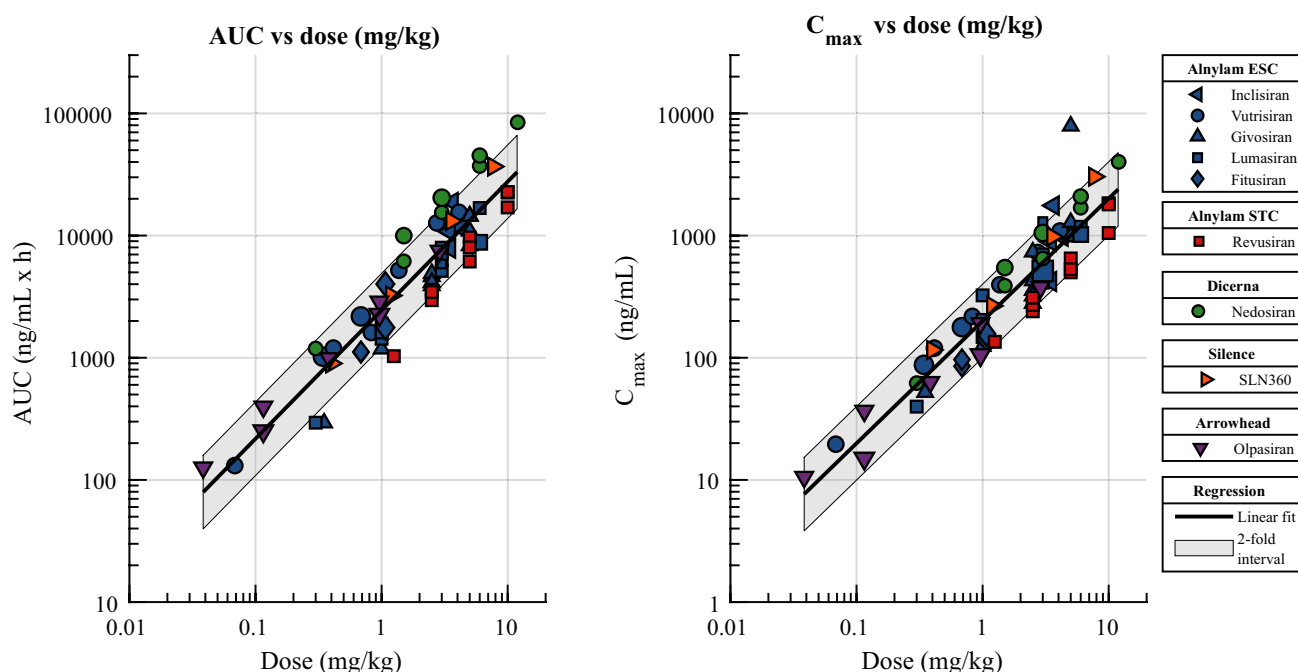 AUC vs dose (mg/kg)
100000
10000
1000
100
10
0.01
0.1
1
10
AUC (ng/mL x h)
Dose (mg/kg)
Cmax vs dose (mg/kg)
10000
1000
100
10
1
0.01
0.1
1
10
Cmax (ng/mL)
Dose (mg/kg)
Alnylam ESC
Inclisiran
Vutrisiran
Givosiran
Lumasiran
Fitusiran
Alnylam STC
Revusiran
Dicerna
Nedosiran
Silence
SLN360
Arrowhead
Olpasiran
Regression
Linear fit
2-fold
interval